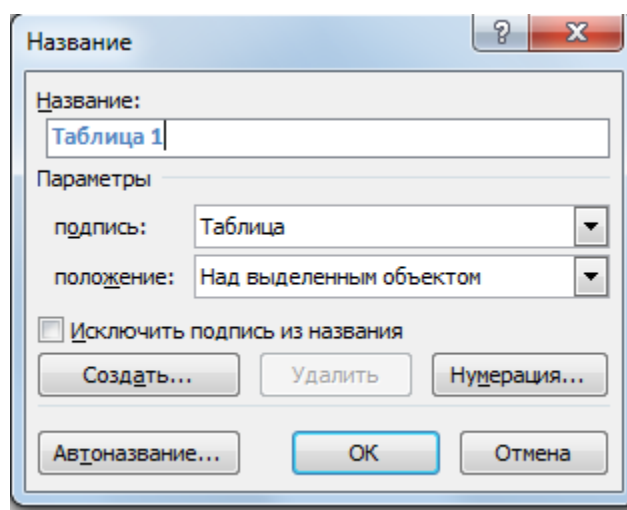 Название
Название:
Таблица 1
Параметры
подпись: Таблица
положение: Над выделенным объектом
Исключить подпись из названия
Создать... Удалить Нумерация...
Автоназвание... ОК Отмена